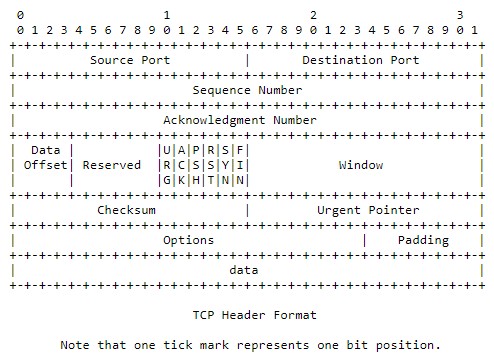 0                   1                   2                   3
 0 1 2 3 4 5 6 7 8 9 0 1 2 3 4 5 6 7 8 9 0 1 2 3 4 5 6 7 8 9 0 1
+-+-+-+-+-+-+-+-+-+-+-+-+-+-+-+-+-+-+-+-+-+-+-+-+-+-+-+-+-+-+-+-+
|          Source Port          |       Destination Port        |
+-+-+-+-+-+-+-+-+-+-+-+-+-+-+-+-+-+-+-+-+-+-+-+-+-+-+-+-+-+-+-+-+
|                        Sequence Number                        |
+-+-+-+-+-+-+-+-+-+-+-+-+-+-+-+-+-+-+-+-+-+-+-+-+-+-+-+-+-+-+-+-+
|                    Acknowledgment Number                      |
+-+-+-+-+-+-+-+-+-+-+-+-+-+-+-+-+-+-+-+-+-+-+-+-+-+-+-+-+-+-+-+-+
|  Data |           |U|A|P|R|S|F|                               |
| Offset| Reserved  |R|C|S|S|Y|I|            Window             |
|       |           |G|K|H|T|N|N|                               |
+-+-+-+-+-+-+-+-+-+-+-+-+-+-+-+-+-+-+-+-+-+-+-+-+-+-+-+-+-+-+-+-+
|           Checksum            |         Urgent Pointer        |
+-+-+-+-+-+-+-+-+-+-+-+-+-+-+-+-+-+-+-+-+-+-+-+-+-+-+-+-+-+-+-+-+
|                    Options                    |    Padding    |
+-+-+-+-+-+-+-+-+-+-+-+-+-+-+-+-+-+-+-+-+-+-+-+-+-+-+-+-+-+-+-+-+
|                             data                              |
+-+-+-+-+-+-+-+-+-+-+-+-+-+-+-+-+-+-+-+-+-+-+-+-+-+-+-+-+-+-+-+-+
TCP Header Format
Note that one tick mark represents one bit position.